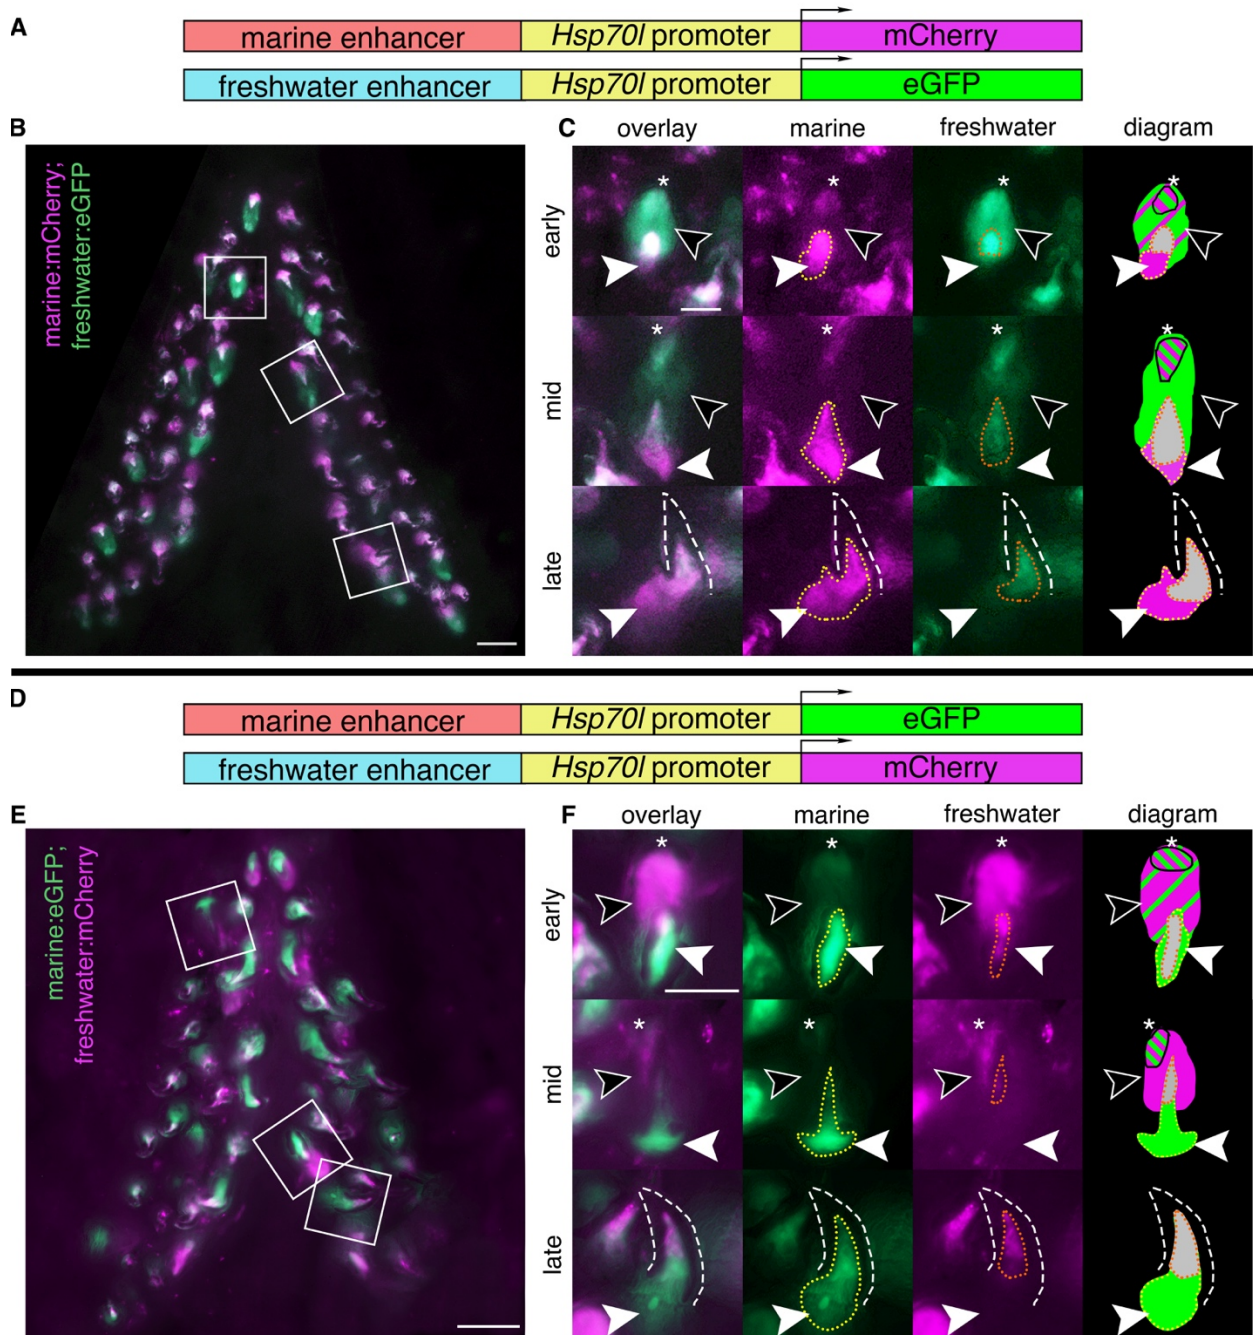 A
marine enhancer Hsp70l promoter mCherry
freshwater enhancer Hsp70l promoter eGFP
B
marine:mCherry;
freshwater:eGFP
C
overlay marine freshwater diagram
early
* * * *
mid
* * * *
late
D
marine enhancer Hsp70l promoter eGFP
freshwater enhancer Hsp70l promoter mCherry
E
marine:eGFP;
freshwater:mCherry
F
overlay marine freshwater diagram
early
* * * *
mid
* * * *
late